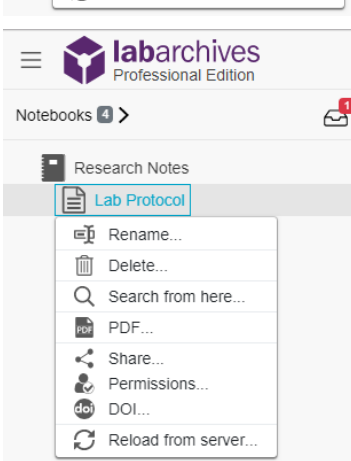 labarchives
Professional Edition
Notebooks 4
1
Research Notes
Lab Protocol
Rename...
Delete...
Search from here...
PDF PDF...
Share...
Permissions...
doi DOI...
Reload from server...